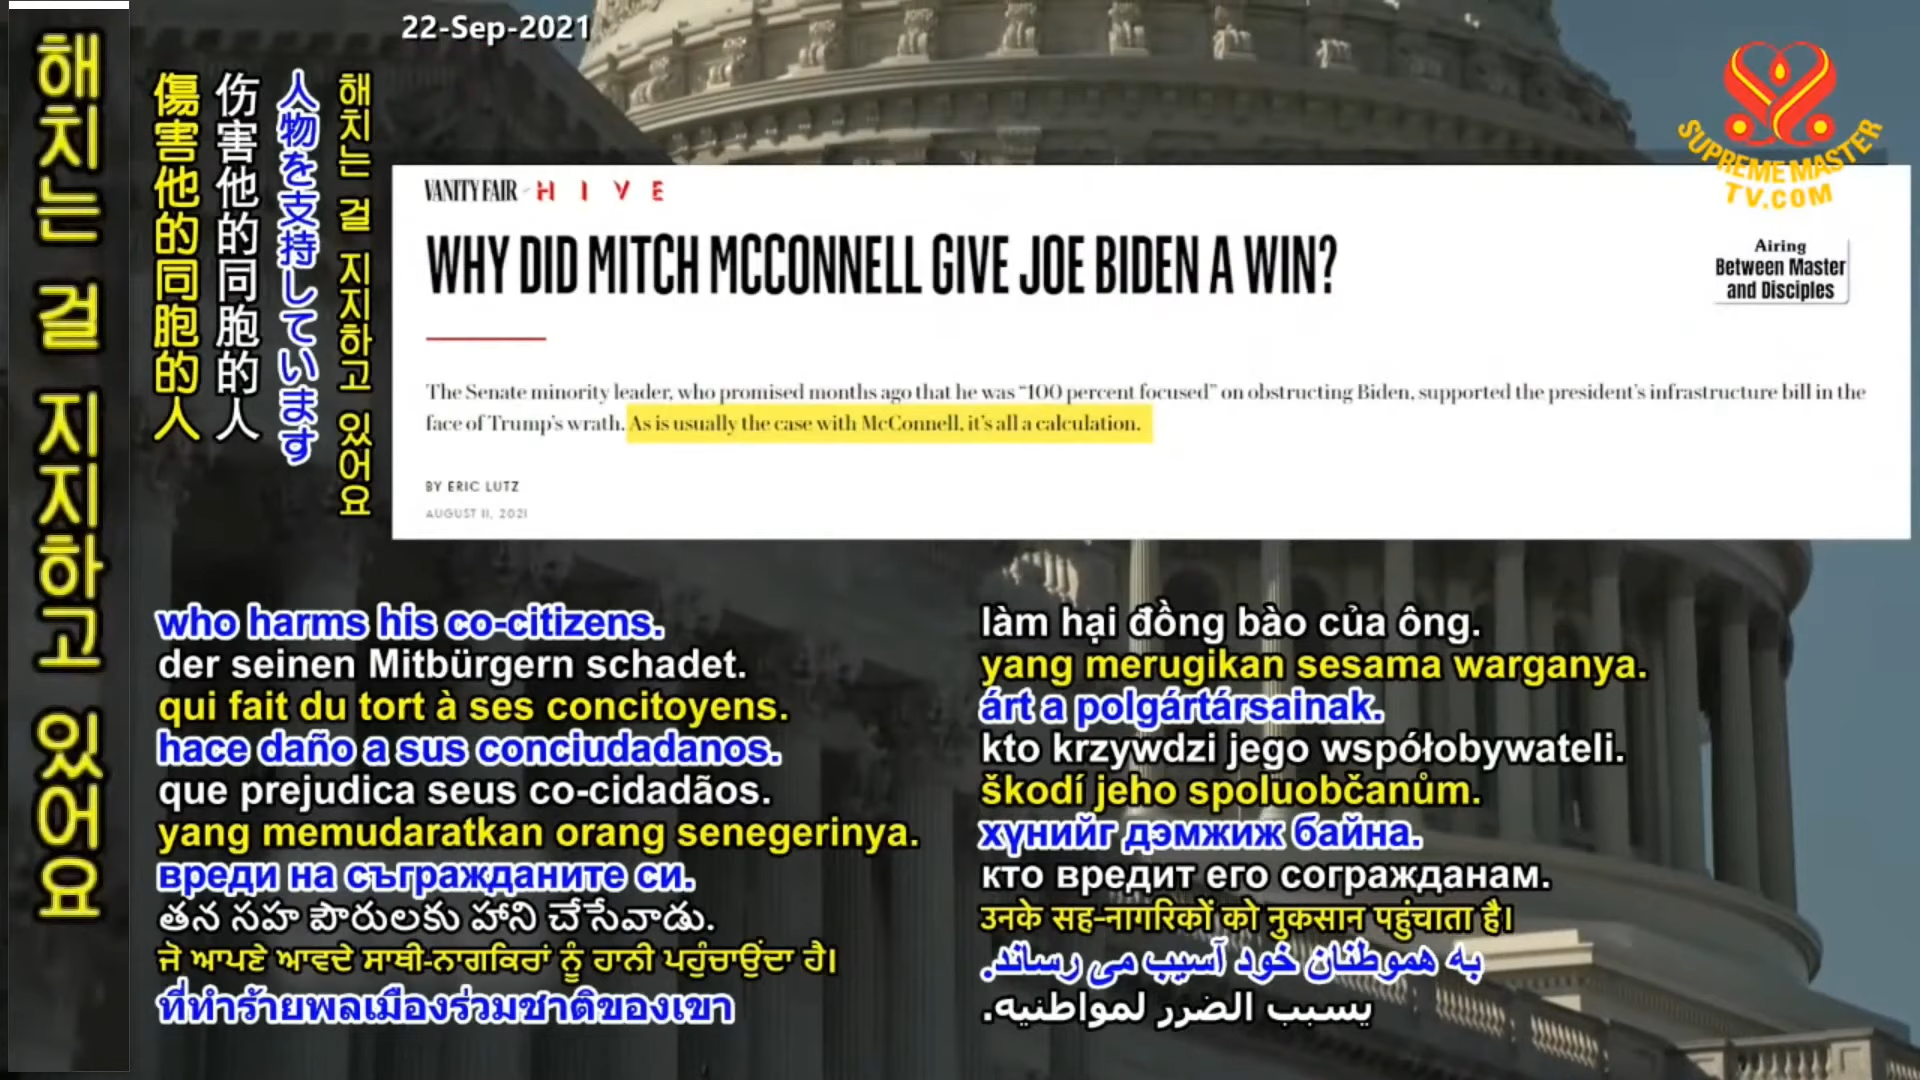 22-Sep-2021
해치는 걸 지지하고 있어요
傷害他的同胞的人
伤害他的同胞的人
人物を支持しています
해치는 걸 지지하고 있어요
SUPREME MASTER
TV.COM
VANITY FAIR HIVE
WHY DID MITCH MCCONNELL GIVE JOE BIDEN A WIN?
Airing
Between Master
and Disciples
The Senate minority leader, who promised months ago that he was “100 percent focused” on obstructing Biden, supported the president’s infrastructure bill in the
face of Trump’s wrath. As is usually the case with McConnell, it’s all a calculation.
BY ERIC LUTZ
AUGUST 11, 2021
who harms his co-citizens.
der seinen Mitbürgern schadet.
qui fait du tort à ses concitoyens.
hace daño a sus conciudadanos.
que prejudica seus co-cidadãos.
yang memudaratkan orang senegerinya.
вреди на съгражданите си.
తన సహ పౌరులకు హాని చేసేవాడు.
ਜੋ ਆਪਣੇ ਆਵਦੇ ਸਾਥੀ-ਨਾਗਕਿਰਾਂ ਨੂੰ ਹਾਨੀ ਪਹੁੰਚਾਉਂਦਾ ਹੈ।
ที่ทำร้ายพลเมืองร่วมชาติของเขา
làm hại đồng bào của ông.
yang merugikan sesama warganya.
árt a polgártársainak.
kto krzywdzi jego współobywateli.
škodí jeho spoluobčanům.
хүнийг дэмжиж байна.
кто вредит его согражданам.
उनके सह-नागरिकों को नुकसान पहुंचाता है।
به هموطنان خود آسیب می رساند.
يسبب الضرر لمواطنيه.